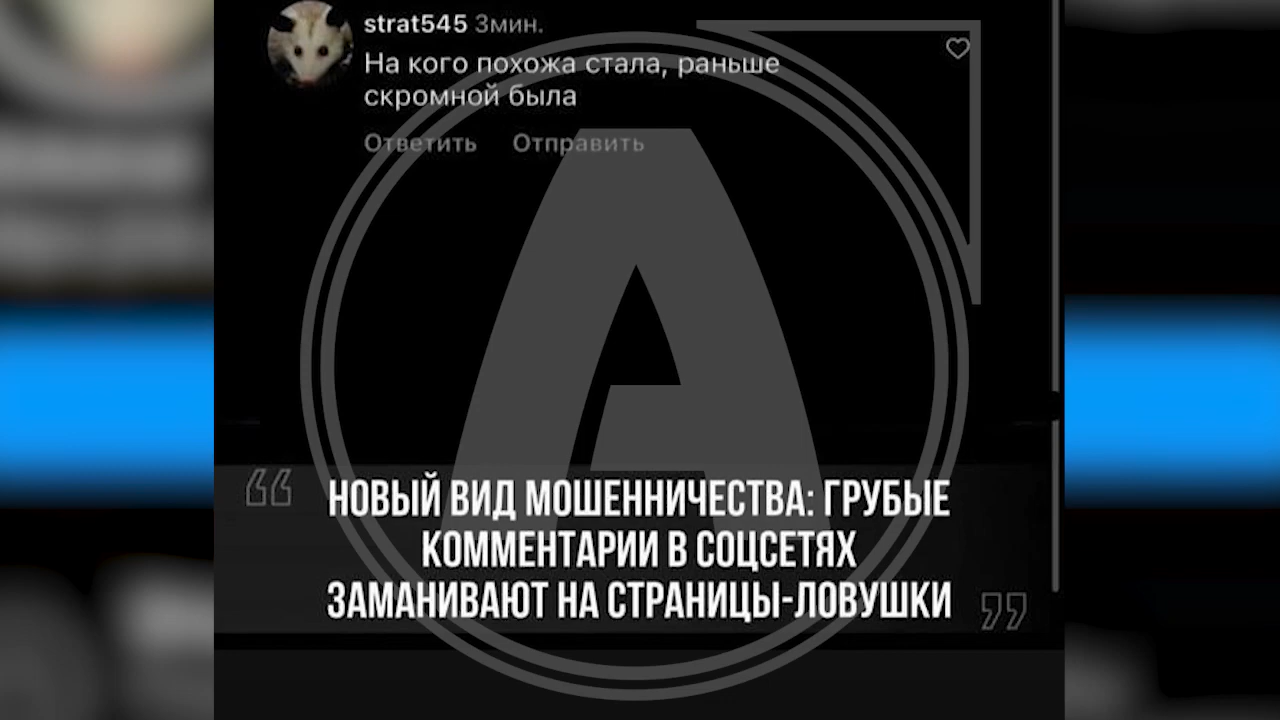 strat545 3мин.
На кого похожа стала, раньше
скромной была
Ответить Отправить
НОВЫЙ ВИД МОШЕННИЧЕСТВА: ГРУБЫЕ
КОММЕНТАРИИ В СОЦСЕТЯХ
ЗАМАНИВАЮТ НА СТРАНИЦЫ-ЛОВУШКИ